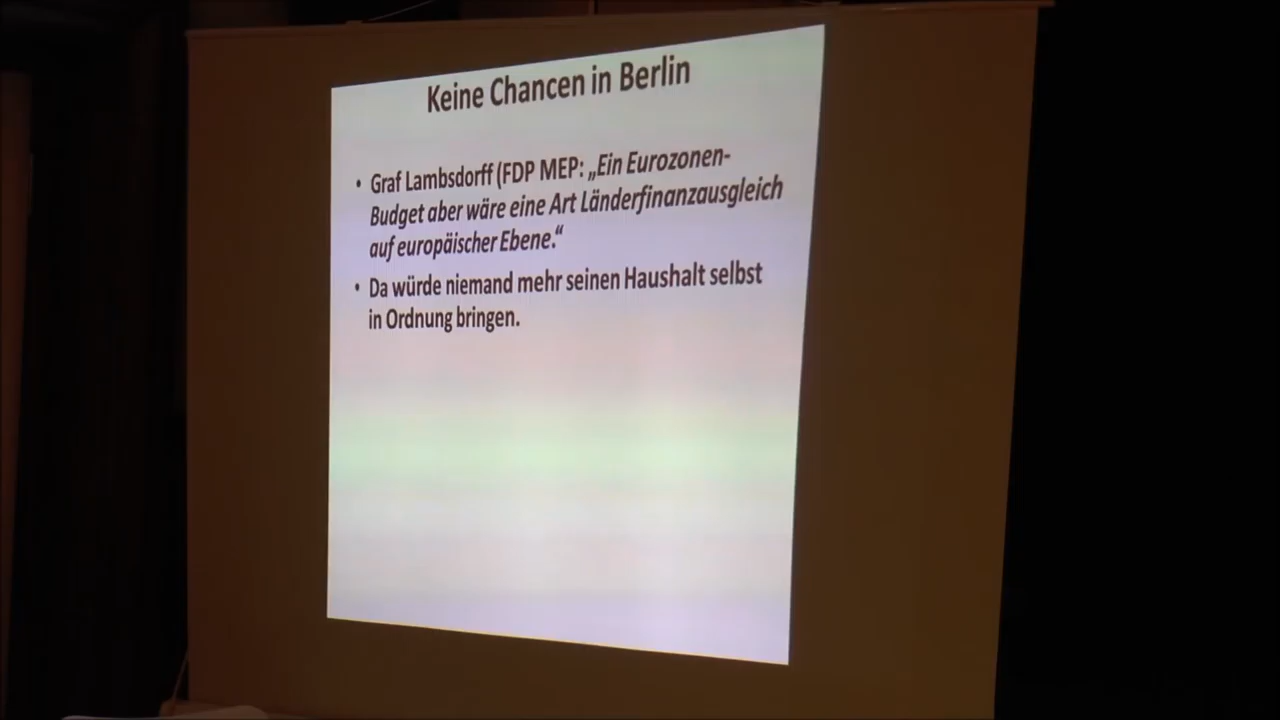 Keine Chancen in Berlin
• Graf Lambsdorff (FDP MEP: „Ein Eurozonen-
Budget aber wäre eine Art Länderfinanzausgleich
auf europäischer Ebene.“
• Da würde niemand mehr seinen Haushalt selbst
in Ordnung bringen.